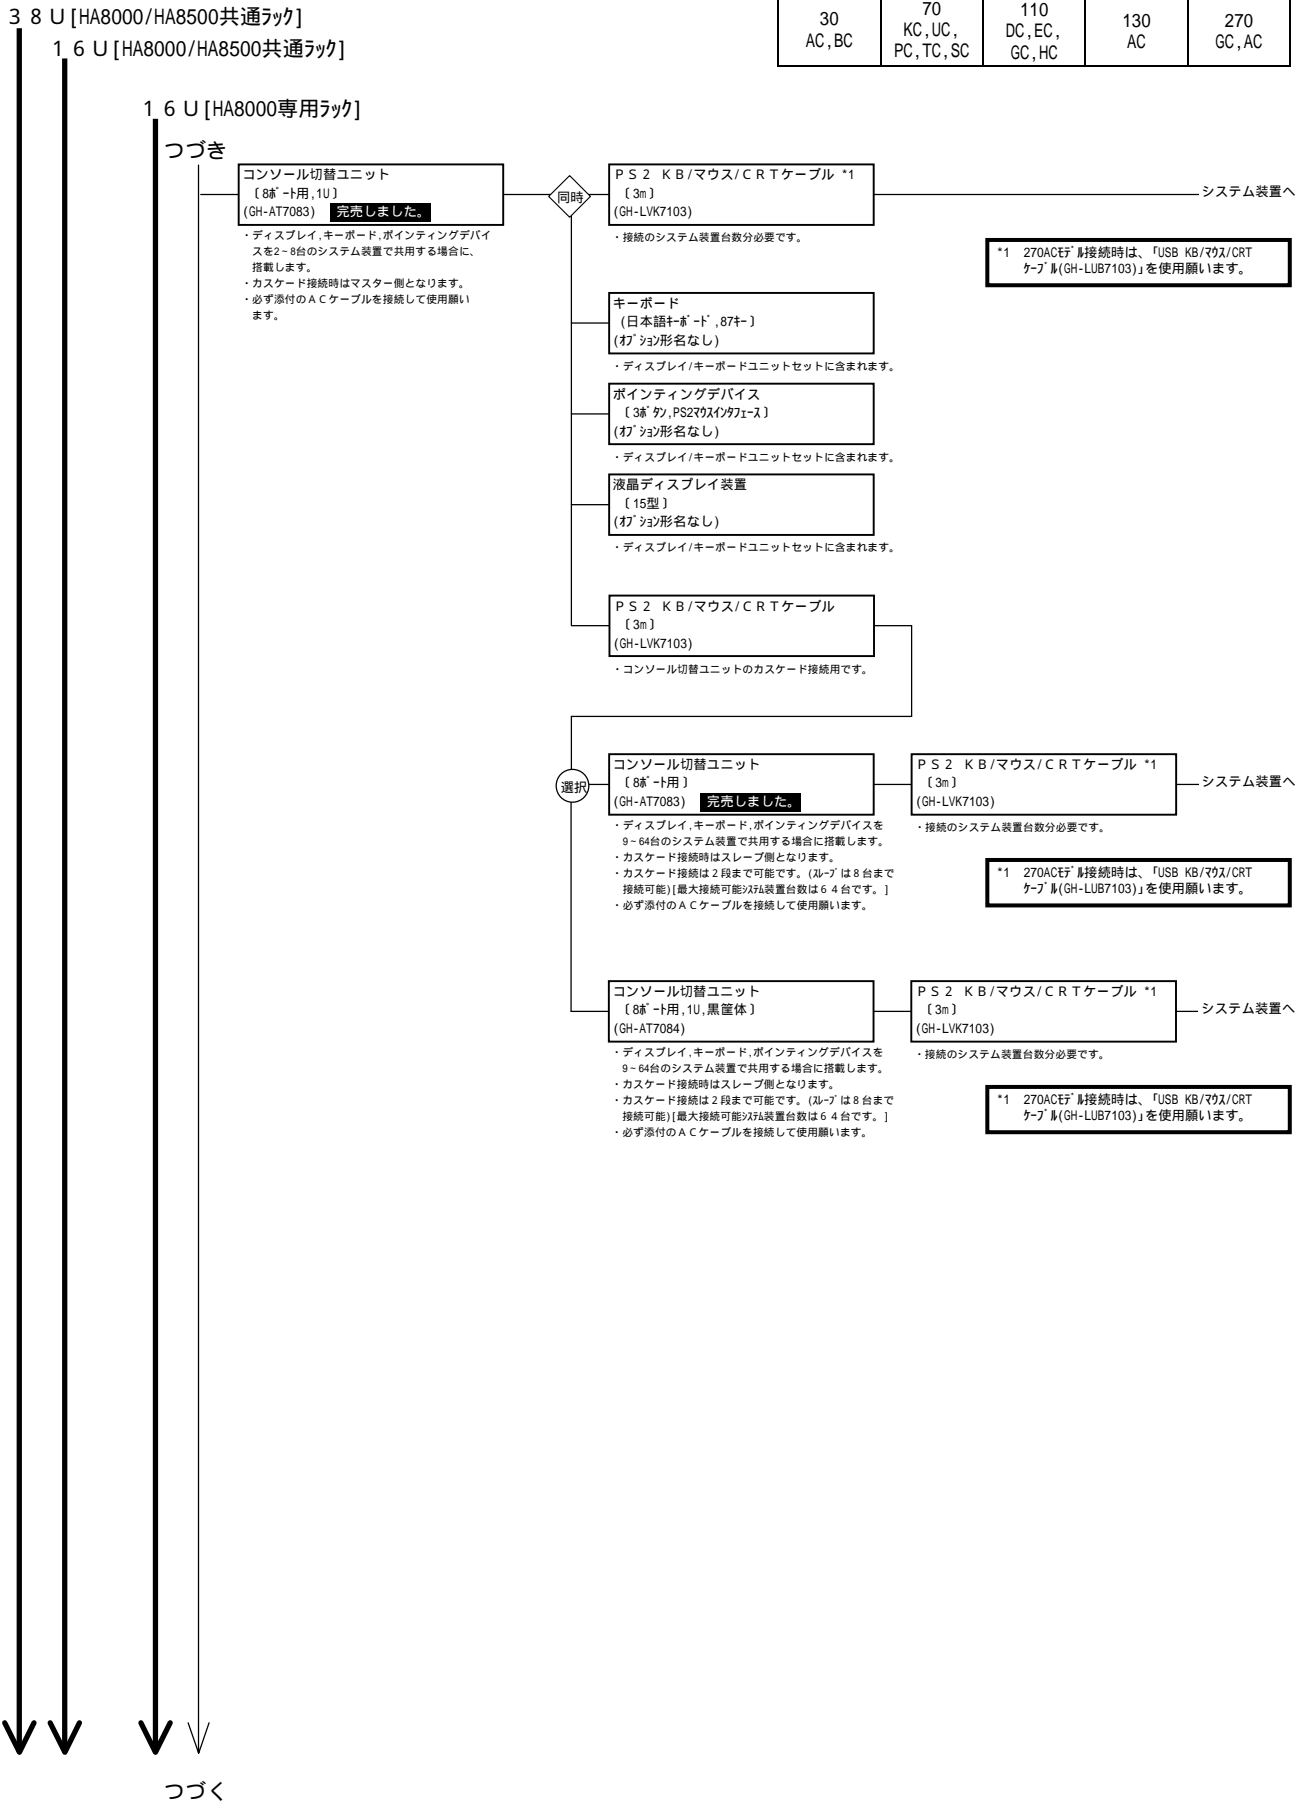 ３８Ｕ[HA8000/HA8500共通ﾗｯｸ]
１６Ｕ[HA8000/HA8500共通ﾗｯｸ]
30
AC,BC
70
KC,UC,
PC,TC,SC
110
DC,EC,
GC,HC
130
AC
270
GC,AC
１６Ｕ[HA8000専用ﾗｯｸ]
つづき
コンソール切替ユニット
〔8ﾎﾟｰﾄ用,1U〕
(GH-AT7083) 完売しました。
・ディスプレイ,キーボード,ポインティングデバイ
スを2~8台のシステム装置で共用する場合に、
搭載します。
・カスケード接続時はマスター側となります。
・必ず添付のＡＣケーブルを接続して使用願い
ます。
同時
ＰＳ２ ＫＢ/マウス/ＣＲＴケーブル *1
〔3m〕
(GH-LVK7103)
・接続のシステム装置台数分必要です。
システム装置へ
*1 270ACﾓﾃﾞﾙ接続時は、｢USB KB/ﾏｳｽ/CRT
ｹｰﾌﾞﾙ(GH-LUB7103)｣を使用願います。
キーボード
(日本語ｷｰﾎﾞｰﾄﾞ,87ｷｰ〕
(ｵﾌﾟｼｮﾝ形名なし)
・ディスプレイ/キーボードユニットセットに含まれます。
ポインティングデバイス
〔3ﾎﾞﾀﾝ,PS2ﾏｳｽｲﾝﾀﾌｪｰｽ〕
(ｵﾌﾟｼｮﾝ形名なし)
・ディスプレイ/キーボードユニットセットに含まれます。
液晶ディスプレイ装置
〔15型〕
(ｵﾌﾟｼｮﾝ形名なし)
・ディスプレイ/キーボードユニットセットに含まれます。
ＰＳ２ ＫＢ/マウス/ＣＲＴケーブル
〔3m〕
(GH-LVK7103)
・コンソール切替ユニットのカスケード接続用です。
選択
コンソール切替ユニット
〔8ﾎﾟｰﾄ用〕
(GH-AT7083) 完売しました。
・ディスプレイ,キーボード,ポインティングデバイスを
9~64台のシステム装置で共用する場合に搭載します。
・カスケード接続時はスレーブ側となります。
・カスケード接続は２段まで可能です。(ｽﾚｰﾌﾞは８台まで
接続可能)[最大接続可能ｼｽﾃﾑ装置台数は６４台です。]
・必ず添付のＡＣケーブルを接続して使用願います。
ＰＳ２ ＫＢ/マウス/ＣＲＴケーブル *1
〔3m〕
(GH-LVK7103)
・接続のシステム装置台数分必要です。
システム装置へ
*1 270ACﾓﾃﾞﾙ接続時は、｢USB KB/ﾏｳｽ/CRT
ｹｰﾌﾞﾙ(GH-LUB7103)｣を使用願います。
コンソール切替ユニット
〔8ﾎﾟｰﾄ用,1U,黒筐体〕
(GH-AT7084)
・ディスプレイ,キーボード,ポインティングデバイスを
9~64台のシステム装置で共用する場合に搭載します。
・カスケード接続時はスレーブ側となります。
・カスケード接続は２段まで可能です。(ｽﾚｰﾌﾞは８台まで
接続可能)[最大接続可能ｼｽﾃﾑ装置台数は６４台です。]
・必ず添付のＡＣケーブルを接続して使用願います。
ＰＳ２ ＫＢ/マウス/ＣＲＴケーブル *1
〔3m〕
(GH-LVK7103)
・接続のシステム装置台数分必要です。
システム装置へ
*1 270ACﾓﾃﾞﾙ接続時は、｢USB KB/ﾏｳｽ/CRT
ｹｰﾌﾞﾙ(GH-LUB7103)｣を使用願います。
つづく